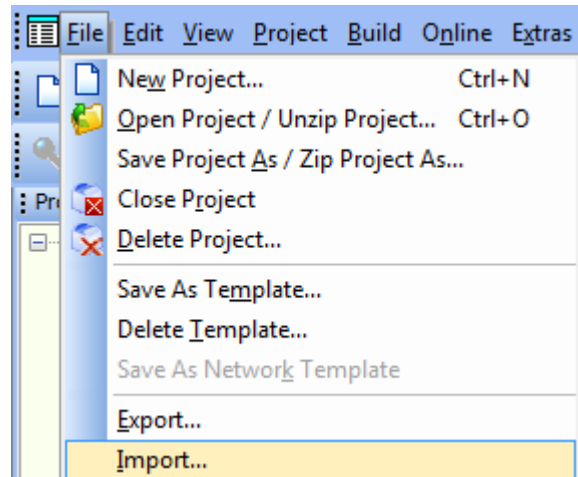 File Edit View Project Build Online Extras
New Project... Ctrl+N
Open Project / Unzip Project... Ctrl+O
Save Project As / Zip Project As...
Close Project
Delete Project...
Save As Template...
Delete Template...
Save As Network Template
Export...
Import...